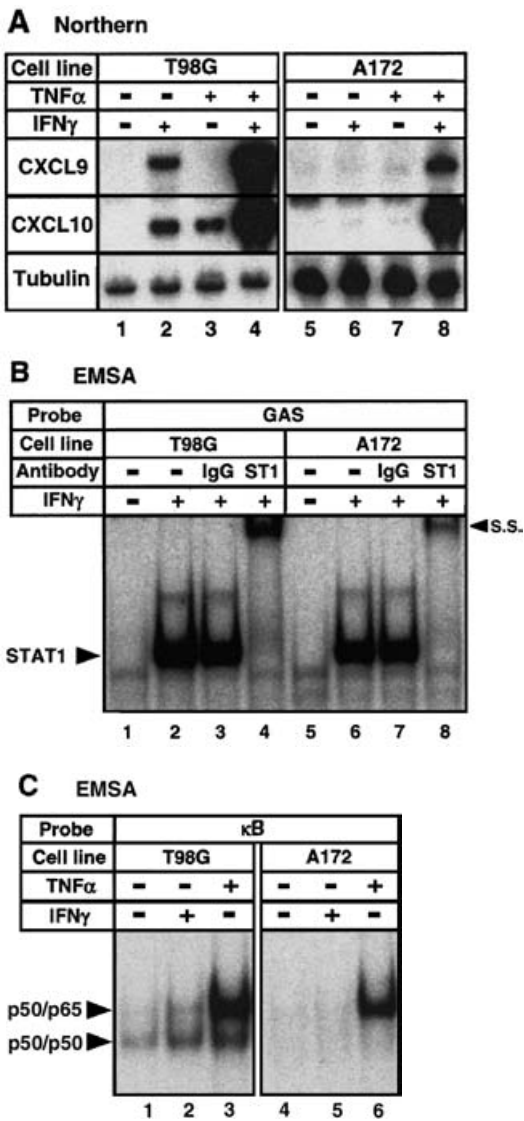 A Northern
Cell line T98G A172
TNFα - - + + - - + +
IFNγ - + - + - + - +
CXCL9
CXCL10
Tubulin
1 2 3 4 5 6 7 8
B EMSA
Probe GAS
Cell line T98G A172
Antibody - - IgG ST1 - - IgG ST1
IFNγ - + + + - + + +
S.S.
STAT1
1 2 3 4 5 6 7 8
C EMSA
Probe κB
Cell line T98G A172
TNFα - - + - - +
IFNγ - + - - + -
p50/p65
p50/p50
1 2 3 4 5 6